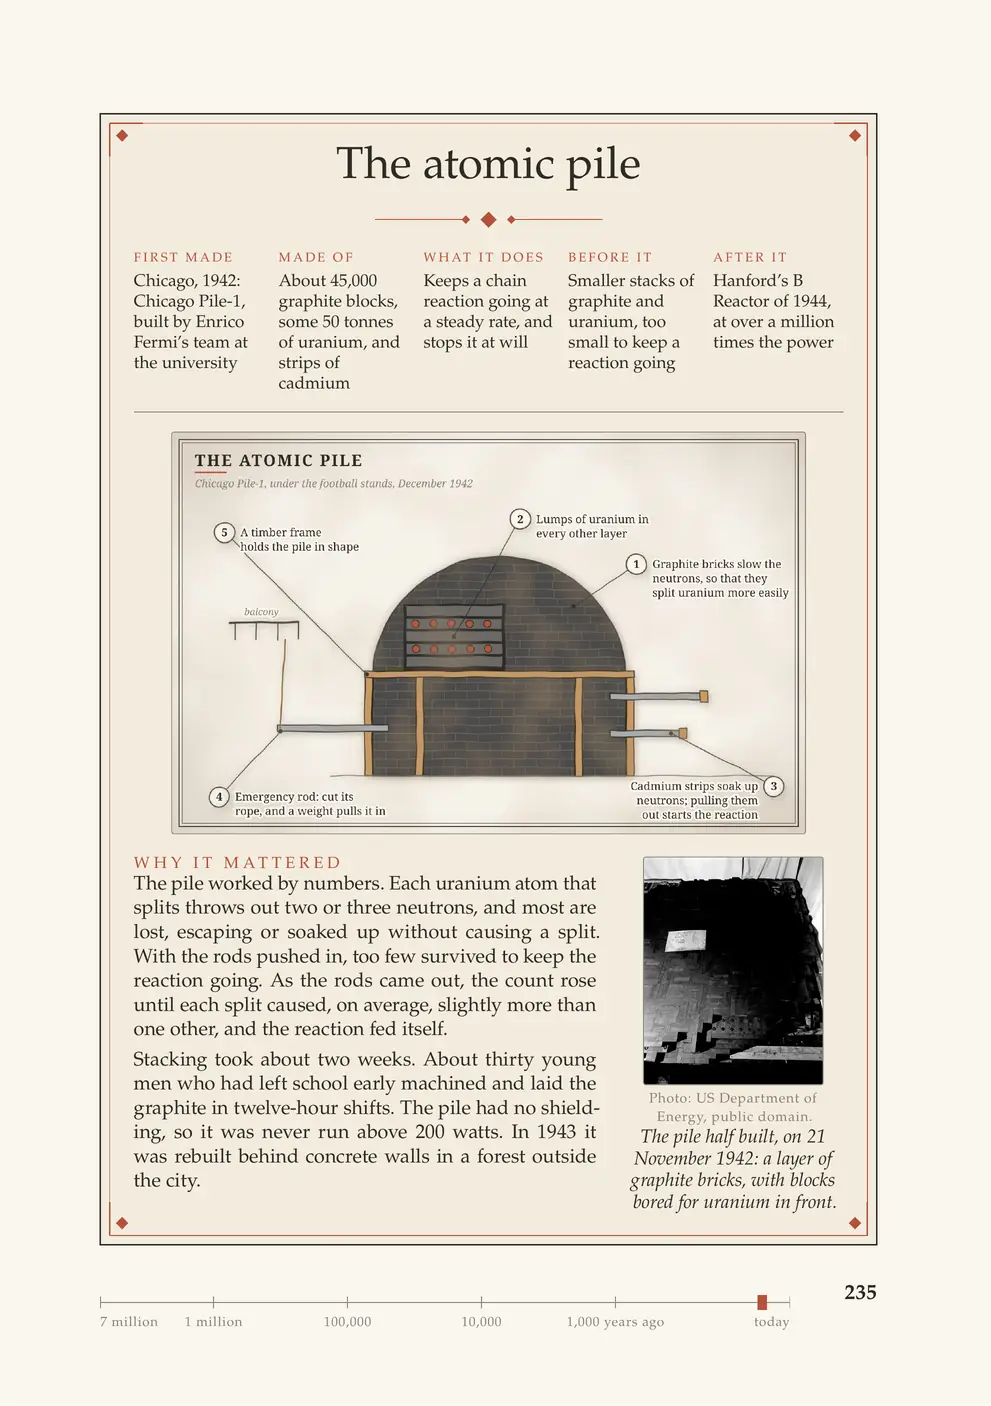 The atomic pile
FIRST MADE
Chicago, 1942:
Chicago Pile-1,
built by Enrico
Fermi's team at
the university
MADE OF
About 45,000
graphite blocks,
some 50 tonnes
of uranium, and
strips of
cadmium
WHAT IT DOES
Keeps a chain
reaction going at
a steady rate, and
stops it at will
BEFORE IT
Smaller stacks of
graphite and
uranium, too
small to keep a
reaction going
AFTER IT
Hanford's B
Reactor of 1944,
at over a million
times the power
THE ATOMIC PILE
Chicago Pile-1, under the football stands, December 1942
5 A timber frame
holds the pile in shape
2 Lumps of uranium in
every other layer
1 Graphite bricks slow the
neutrons, so that they
split uranium more easily
balcony
4 Emergency rod: cut its
rope, and a weight pulls it in
Cadmium strips soak up 3
neutrons; pulling them
out starts the reaction
WHY IT MATTERED
The pile worked by numbers. Each uranium atom that
splits throws out two or three neutrons, and most are
lost, escaping or soaked up without causing a split.
With the rods pushed in, too few survived to keep the
reaction going. As the rods came out, the count rose
until each split caused, on average, slightly more than
one other, and the reaction fed itself.
Stacking took about two weeks. About thirty young
men who had left school early machined and laid the
graphite in twelve-hour shifts. The pile had no shield-
ing, so it was never run above 200 watts. In 1943 it
was rebuilt behind concrete walls in a forest outside
the city.
Photo: US Department of
Energy, public domain.
The pile half built, on 21
November 1942: a layer of
graphite bricks, with blocks
bored for uranium in front.
235
7 million 1 million 100,000 10,000 1,000 years ago today